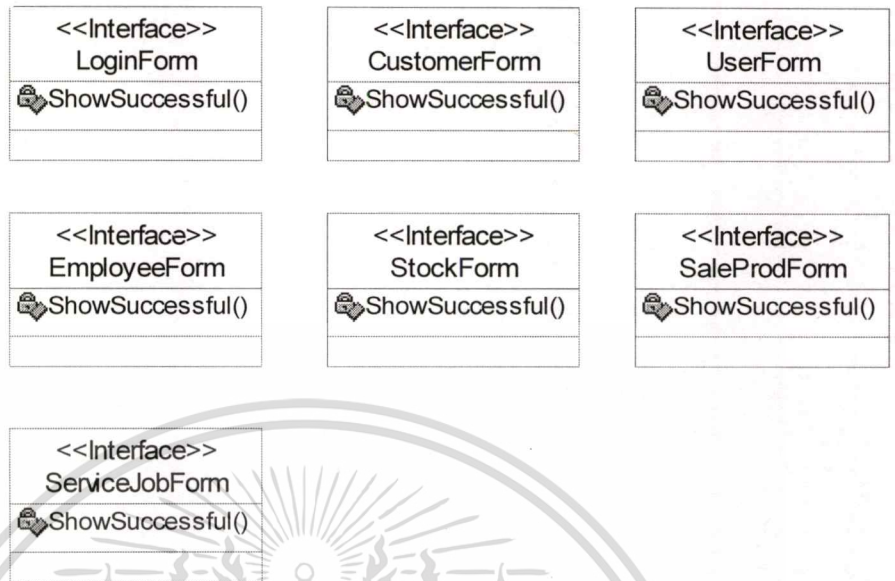 <<Interface>>
LoginForm
ShowSuccessful()
<<Interface>>
CustomerForm
ShowSuccessful()
<<Interface>>
UserForm
ShowSuccessful()
<<Interface>>
EmployeeForm
ShowSuccessful()
<<Interface>>
StockForm
ShowSuccessful()
<<Interface>>
SaleProdForm
ShowSuccessful()
<<Interface>>
ServiceJobForm
ShowSuccessful()